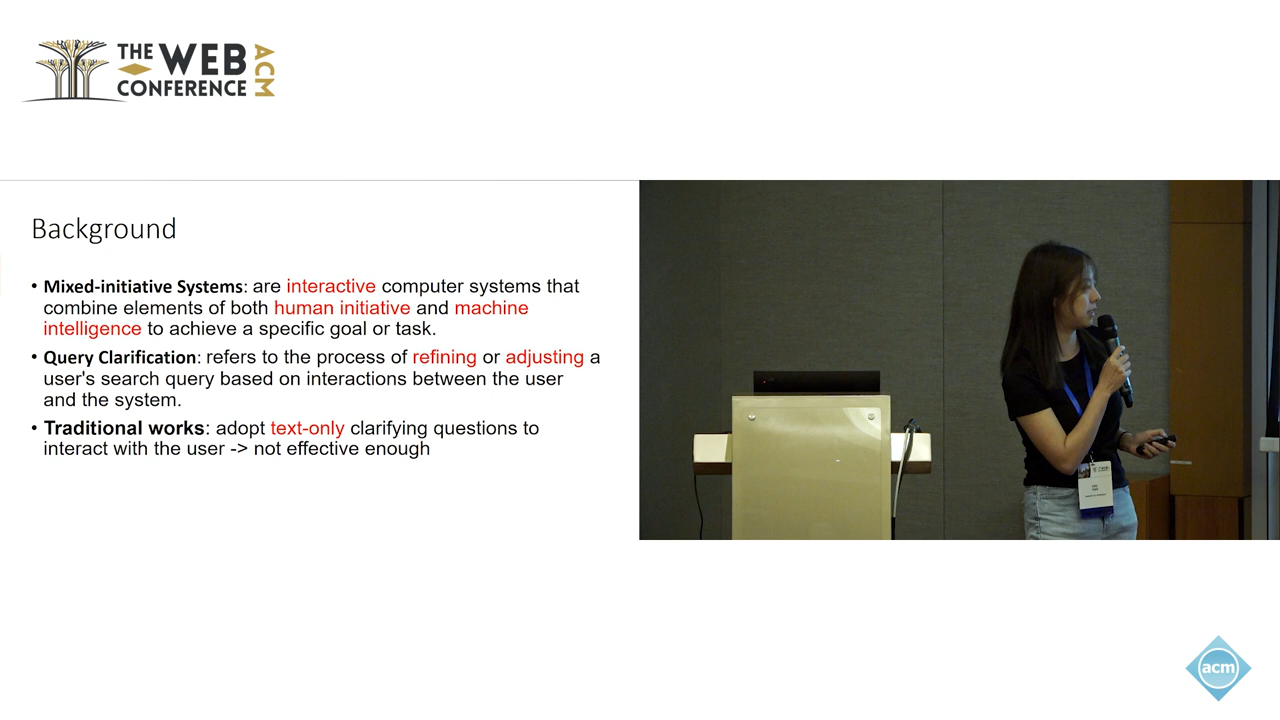 THE WEB
CONFERENCE
ACM
Background
• Mixed-initiative Systems: are interactive computer systems that
combine elements of both human initiative and machine
intelligence to achieve a specific goal or task.
• Query Clarification: refers to the process of refining or adjusting a
user's search query based on interactions between the user
and the system.
• Traditional works: adopt text-only clarifying questions to
interact with the user -> not effective enough
acm